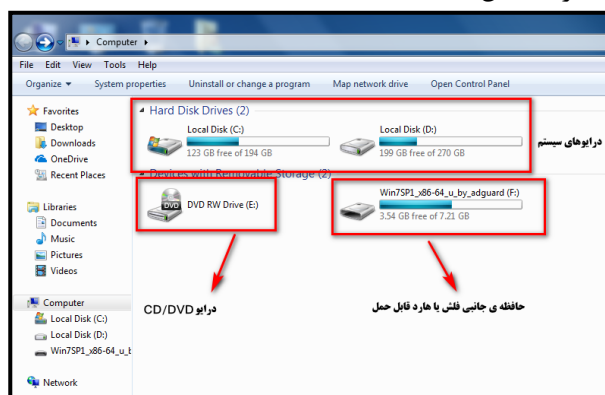 Computer
File Edit View Tools Help
Organize System properties Uninstall or change a program Map network drive Open Control Panel
Favorites
Desktop
Downloads
OneDrive
Recent Places
Libraries
Documents
Music
Pictures
Videos
Computer
Local Disk (C:)
Local Disk (D:)
Win7SP1_x86-64_u_b
Network
Hard Disk Drives (2)
Local Disk (C:)
123 GB free of 194 GB
Local Disk (D:)
199 GB free of 270 GB
درایوهای سیستم
Devices with Removable Storage (2)
DVD RW Drive (E:)
Win7SP1_x86-64_u_by_adguard (F:)
3.54 GB free of 7.21 GB
درایو CD/DVD
حافظه ی جانبی فلش یا هارد قابل حمل